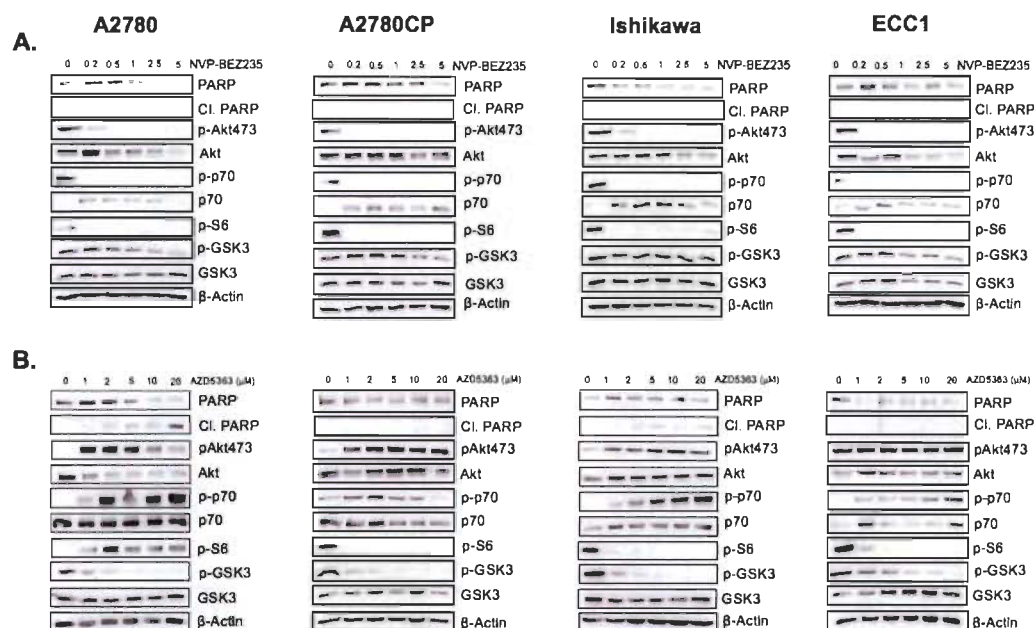 A2780
A2780CP
Ishikawa
ECC1
A.
0 0 2 0.5 1 2 5 5 NVP-BEZ235
PARP
Cl. PARP
p-Akt473
Akt
p-p70
p70
p-S6
p-GSK3
GSK3
β-Actin
0 0.2 0.5 1 2.5 5 NVP-BEZ235
PARP
Cl. PARP
p-Akt473
Akt
p-p70
p70
p-S6
p-GSK3
GSK3
β-Actin
0 0.2 0.5 1 2 5 5 NVP-BEZ235
PARP
Cl. PARP
p-Akt473
Akt
p-p70
p70
p-S6
p-GSK3
GSK3
β-Actin
0 0.2 0.5 1 2 5 5 NVP-BEZ235
PARP
Cl. PARP
p-Akt473
Akt
p-p70
p70
p-S6
p-GSK3
GSK3
β-Actin
B.
0 1 2 5 10 20 AZD5363 (μM)
PARP
Cl. PARP
pAkt473
Akt
p-p70
p70
p-S6
p-GSK3
GSK3
β-Actin
0 1 2 5 10 20 AZD5363 (μM)
PARP
Cl. PARP
pAkt473
Akt
p-p70
p70
p-S6
p-GSK3
GSK3
β-Actin
0 1 2 5 10 20 AZD5363 (μM)
PARP
Cl. PARP
pAkt473
Akt
p-p70
p70
p-S6
p-GSK3
GSK3
β-Actin
0 1 2 5 10 20 AZD5363 (μM)
PARP
Cl. PARP
pAkt473
Akt
p-p70
p70
p-S6
p-GSK3
GSK3
β-Actin